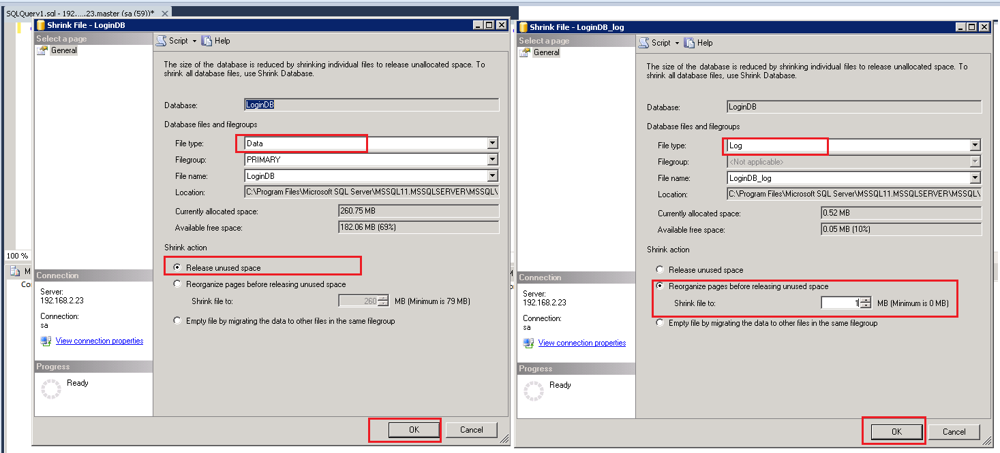 SQLQuery1.sql - 192.....23.master (sa (59))*
Shrink File - LoginDB
Select a page
General
Script
Help
The size of the database is reduced by shrinking individual files to release unallocated space. To
shrink all database files, use Shrink Database.
Database:
LoginDB
Database files and filegroups
File type:
Data
Filegroup:
PRIMARY
File name:
LoginDB
Location:
C:\Program Files\Microsoft SQL Server\MSSQL11.MSSQLSERVER\MSSQL\
Currently allocated space:
260.75 MB
Available free space:
182.06 MB (69%)
Shrink action
Release unused space
Reorganize pages before releasing unused space
Shrink file to:
260
MB (Minimum is 79 MB)
Empty file by migrating the data to other files in the same filegroup
100 %
M
Co
Connection
Server:
192.168.2.23
Connection:
sa
View connection properties
Progress
Ready
OK
Cancel
Shrink File - LoginDB_log
Select a page
General
Script
Help
The size of the database is reduced by shrinking individual files to release unallocated space. To
shrink all database files, use Shrink Database.
Database:
LoginDB
Database files and filegroups
File type:
Log
Filegroup:
<Not applicable>
File name:
LoginDB_log
Location:
C:\Program Files\Microsoft SQL Server\MSSQL11.MSSQLSERVER\MSSQL\
Currently allocated space:
0.52 MB
Available free space:
0.05 MB (10%)
Shrink action
Release unused space
Reorganize pages before releasing unused space
Shrink file to:
1
MB (Minimum is 0 MB)
Empty file by migrating the data to other files in the same filegroup
Connection
Server:
192.168.2.23
Connection:
sa
View connection properties
Progress
Ready
OK
Cancel